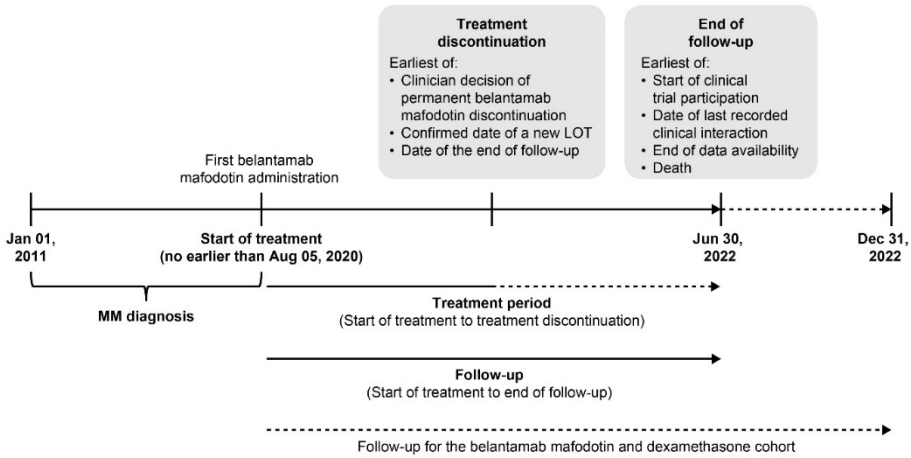 Treatment
discontinuation
Earliest of:
• Clinician decision of
permanent belantamab
mafodotin discontinuation
• Confirmed date of a new LOT
• Date of the end of follow-up
End of
follow-up
Earliest of:
• Start of clinical
trial participation
• Date of last recorded
clinical interaction
• End of data availability
• Death
First belantamab
mafodotin administration
Jan 01,
2011
Start of treatment
(no earlier than Aug 05, 2020)
Jun 30,
2022
Dec 31,
2022
MM diagnosis
Treatment period
(Start of treatment to treatment discontinuation)
Follow-up
(Start of treatment to end of follow-up)
Follow-up for the belantamab mafodotin and dexamethasone cohort